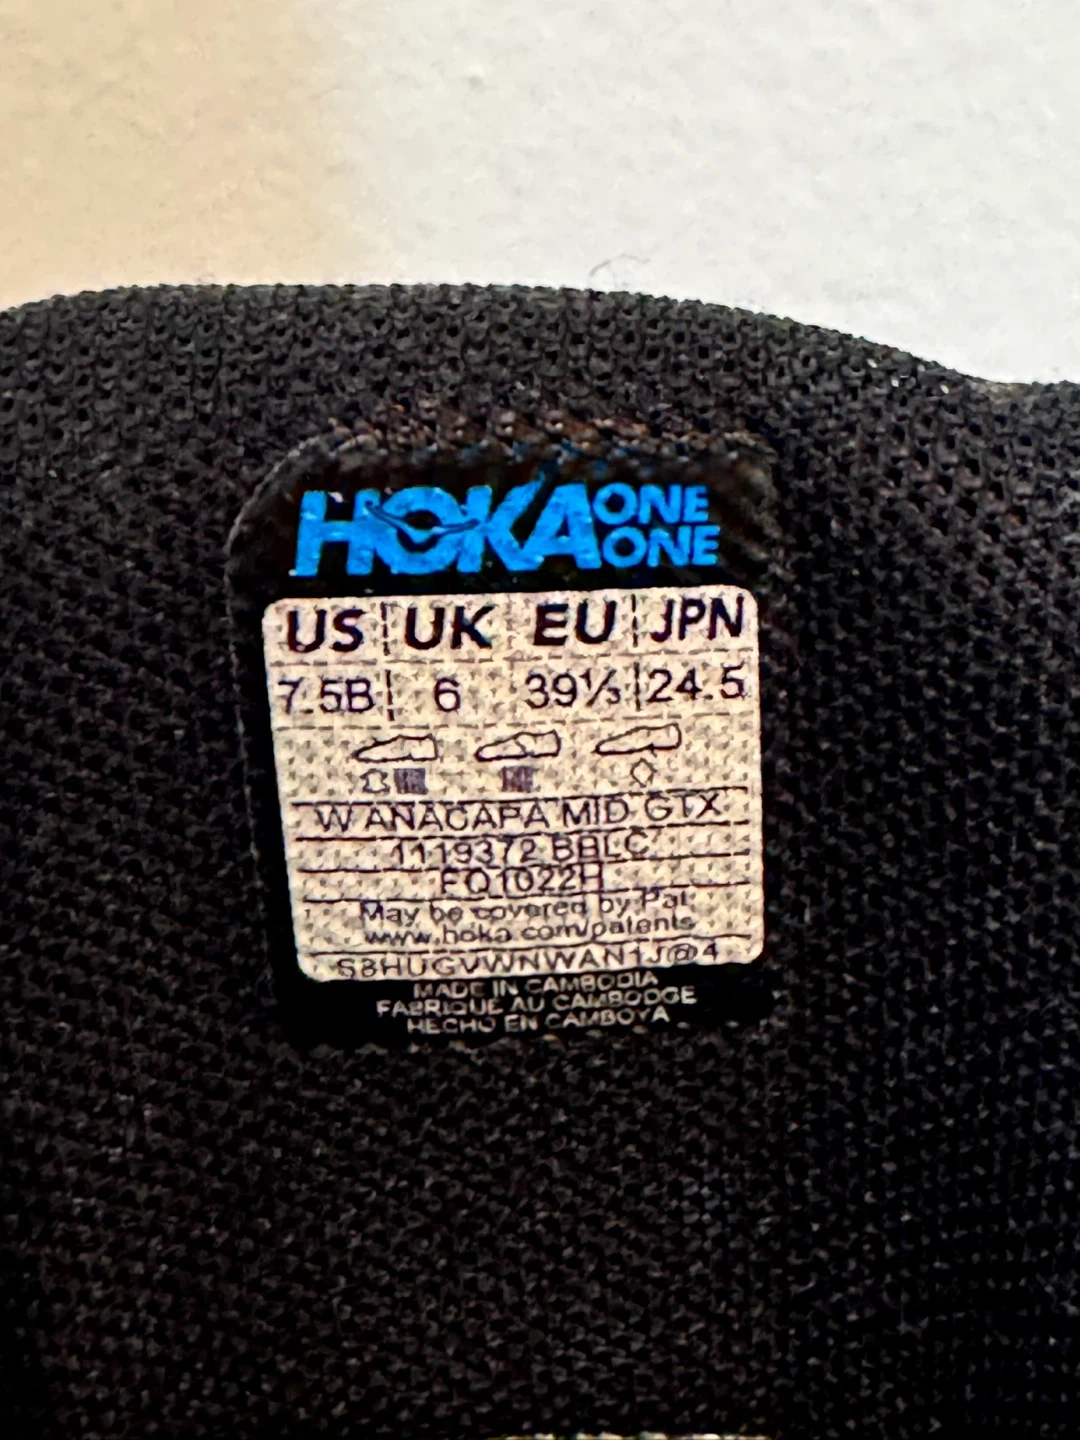 HOKA ONE ONE
US UK EU JPN
7.5B 6 39⅓ 24.5
W ANACAPA MID GTX
1119372 BBLC
FQ1022H
May be covered by Pat.
www.hoka.com/patents
S8HUGVWNWAN1J@4
MADE IN CAMBODIA
FABRIQUE AU CAMBODGE
HECHO EN CAMBOYA